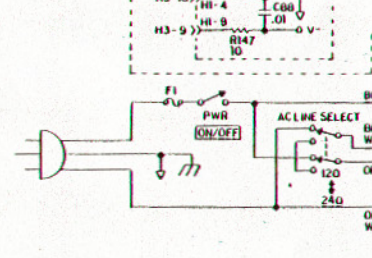 H1-4
C88
.01
H1-8
H3-9
V-
R147
10
F1
PWR
ON/OFF
AC LINE SELECT
120
240